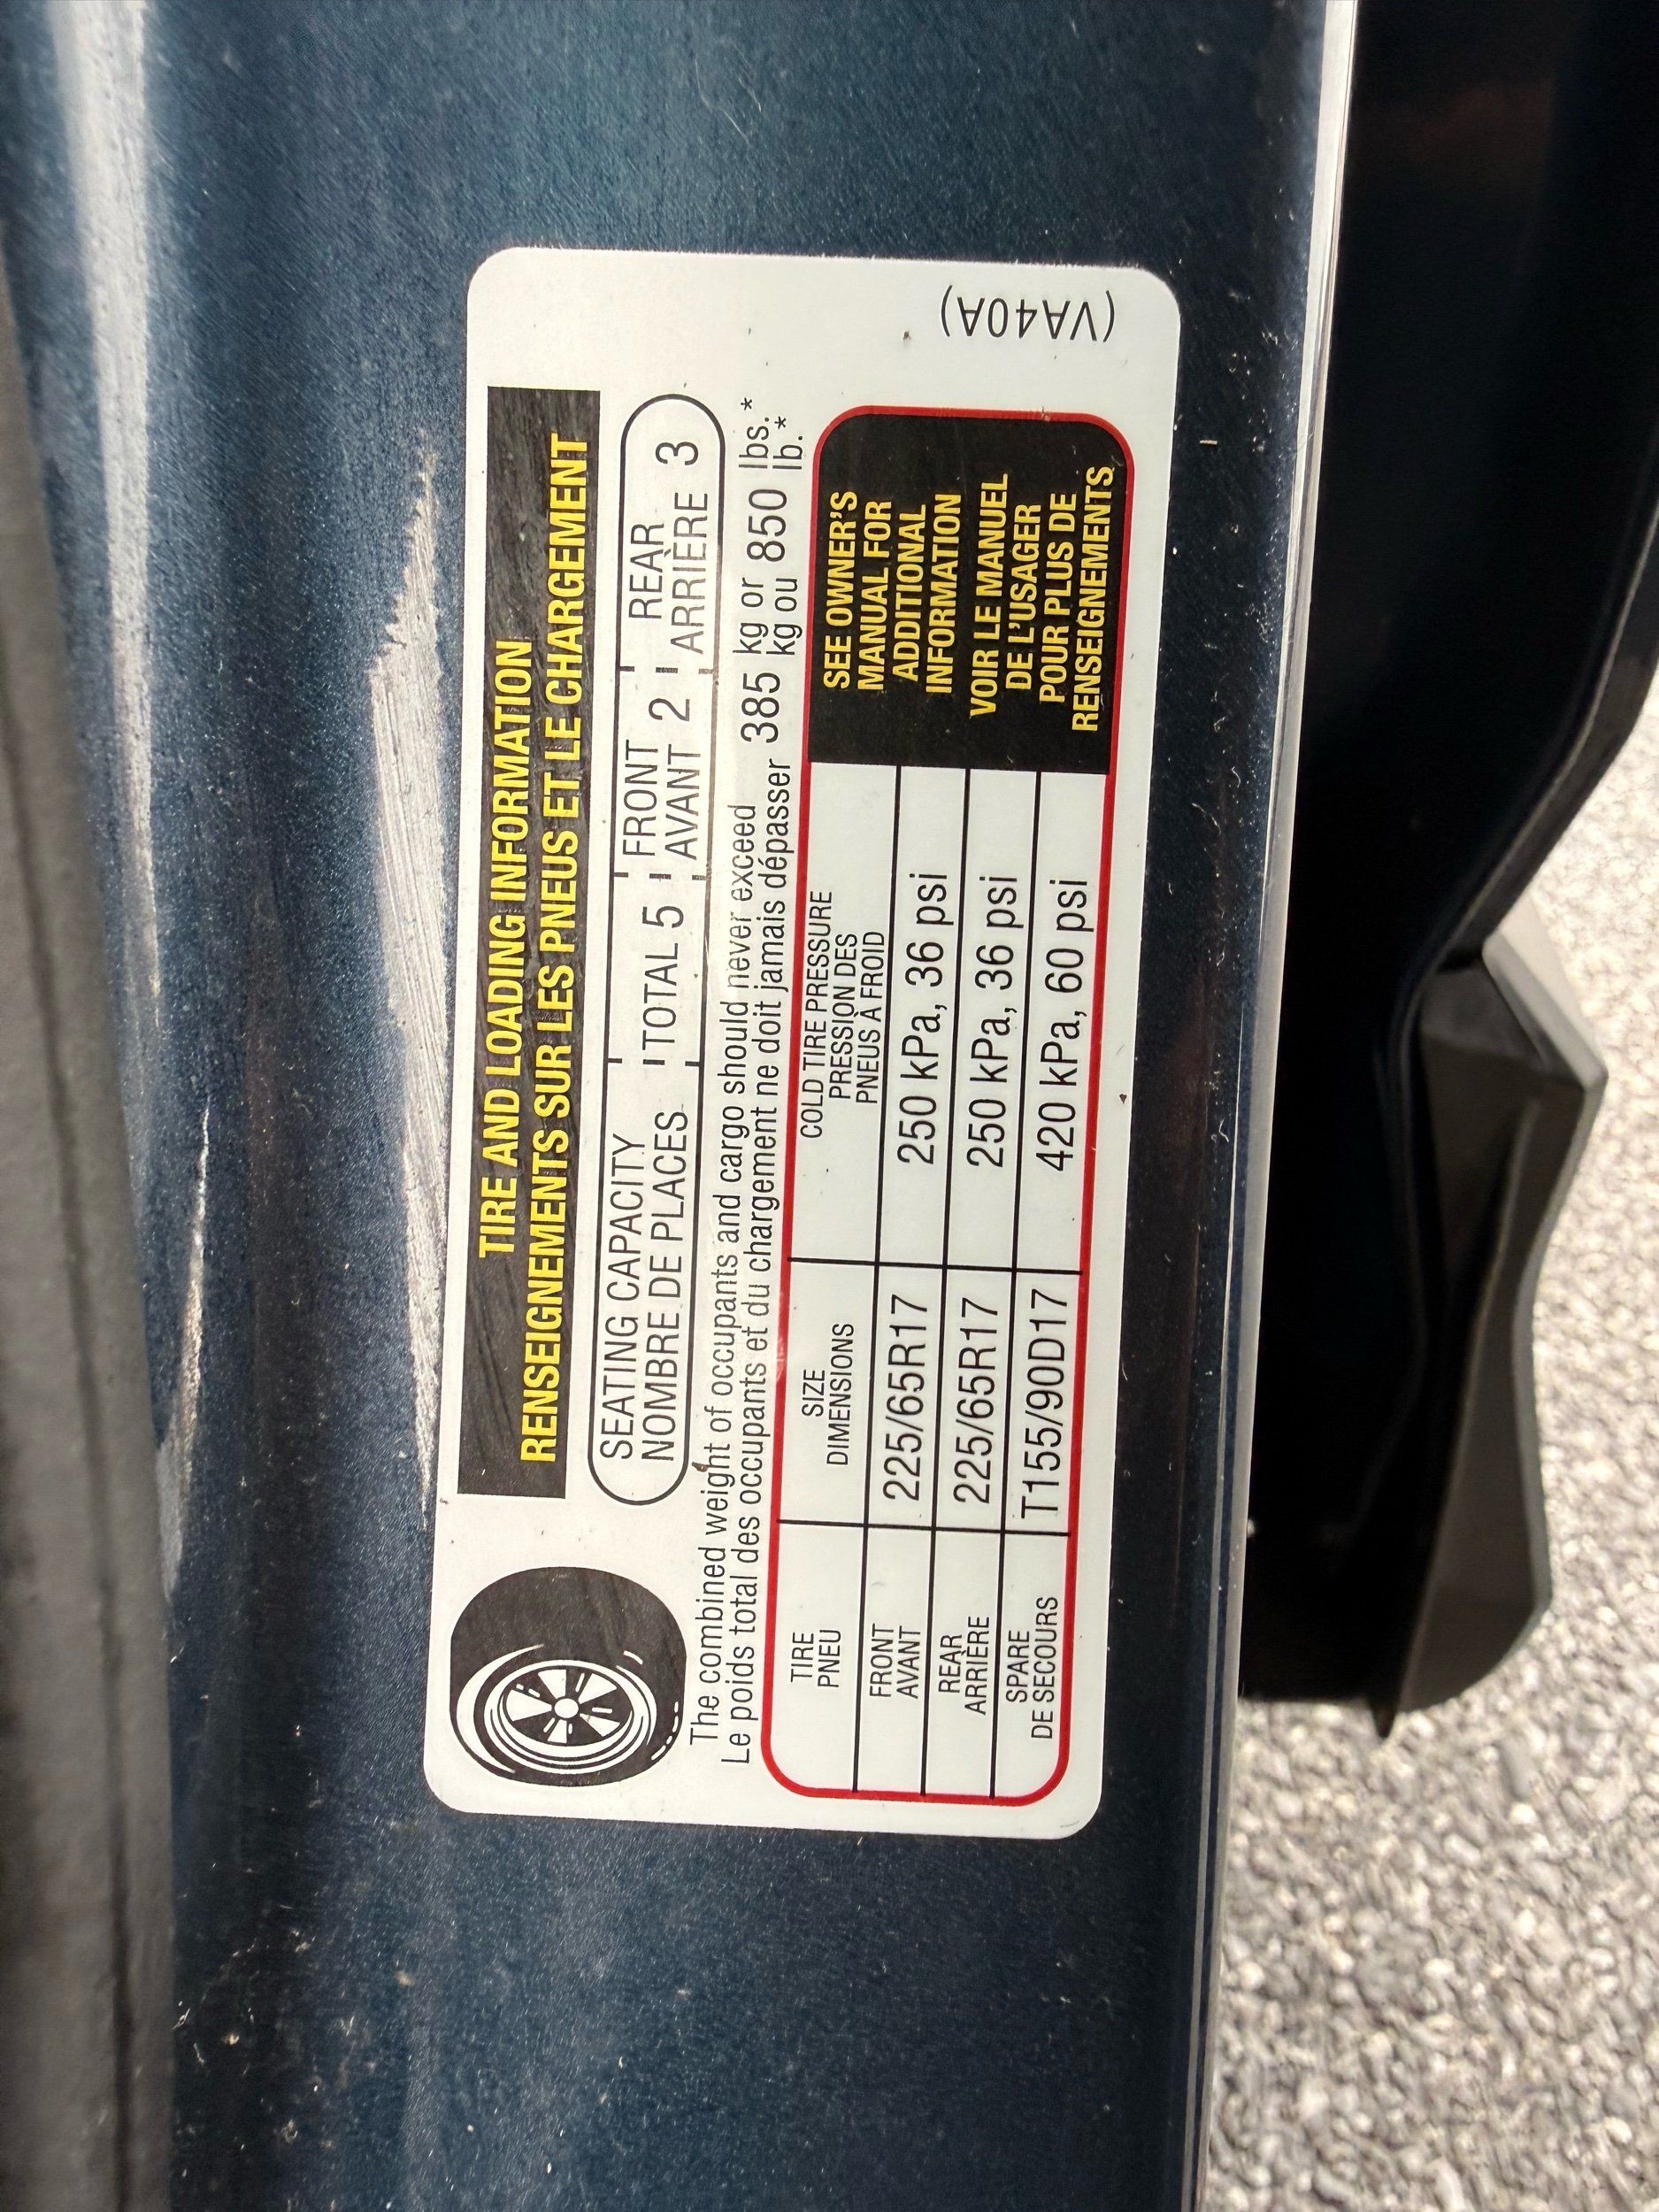 TIRE AND LOADING INFORMATION
RENSEIGNEMENTS SUR LES PNEUS ET LE CHARGEMENT
SEATING CAPACITY TOTAL 5 FRONT 2 REAR 3
NOMBRE DE PLACES AVANT ARRIÈRE
The combined weight of occupants and cargo should never exceed 385 kg or 850 lbs.*
Le poids total des occupants et du chargement ne doit jamais dépasser kg ou lb.*
TIRE SIZE COLD TIRE PRESSURE
PNEU DIMENSIONS PRESSION DES
PNEUS À FROID
FRONT 225/65R17 250 kPa, 36 psi
AVANT
REAR 225/65R17 250 kPa, 36 psi
ARRIÈRE
SPARE T155/90D17 420 kPa, 60 psi
DE SECOURS
SEE OWNER'S
MANUAL FOR
ADDITIONAL
INFORMATION
VOIR LE MANUEL
DE L'USAGER
POUR PLUS DE
RENSEIGNEMENTS
(VA40A)